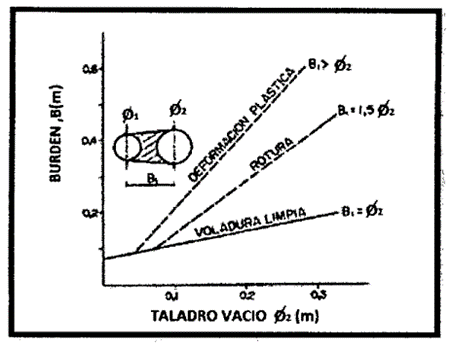 BURDEN ,B(m)
0,6
0,4
0,2
B₁> Ø₂
DEFORMACION PLASTICA
B₁=1,5 Ø₂
ROTURA
Ø₁ Ø₂
B₁
VOLADURA LIMPIA
B₁=Ø₂
0,1 0,2 0,3
TALADRO VACIO Ø₂ (m)